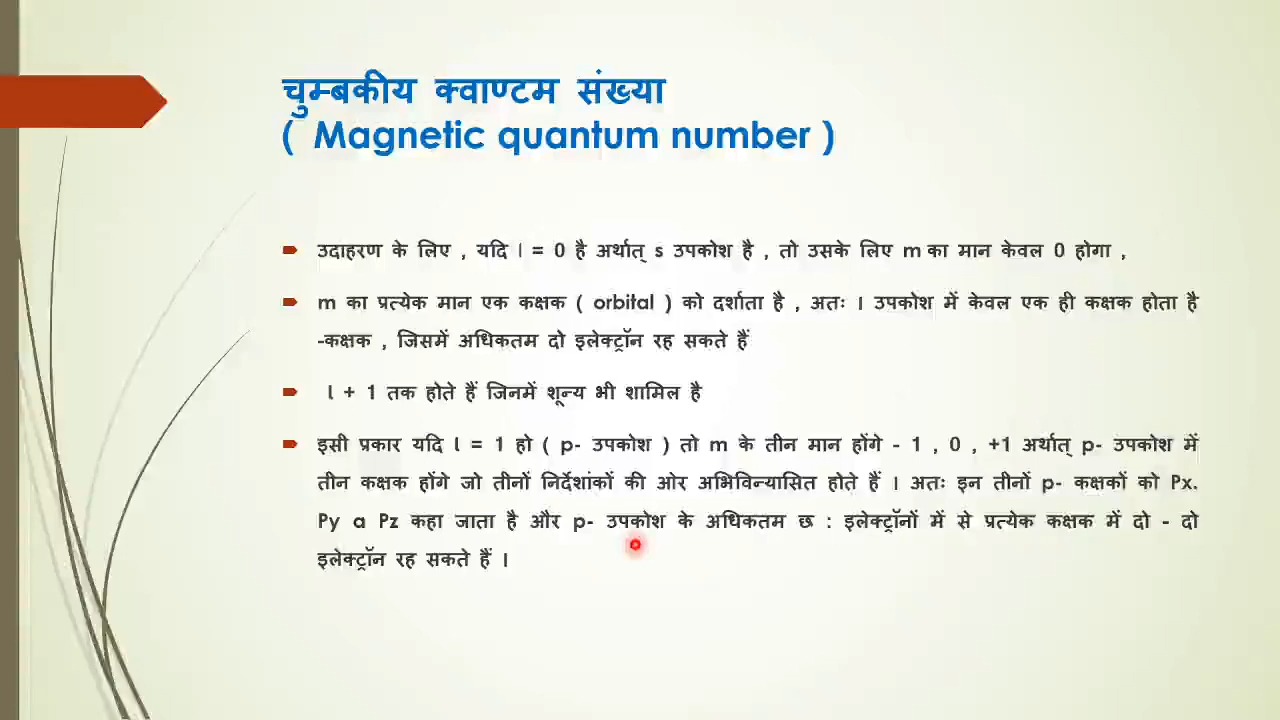 चुम्बकीय क्वाण्टम संख्या
( Magnetic quantum number )
उदाहरण के लिए , यदि l = 0 है अर्थात् s उपकोश है , तो उसके लिए m का मान केवल 0 होगा ,
m का प्रत्येक मान एक कक्षक ( orbital ) को दर्शाता है , अतः । उपकोश में केवल एक ही कक्षक होता है
-कक्षक , जिसमें अधिकतम दो इलेक्ट्रॉन रह सकते हैं
l + 1 तक होते हैं जिनमें शून्य भी शामिल है
इसी प्रकार यदि l = 1 हो ( p- उपकोश ) तो m के तीन मान होंगे - 1 , 0 , +1 अर्थात् p- उपकोश में
तीन कक्षक होंगे जो तीनों निर्देशांकों की ओर अभिविन्यासित होते हैं । अतः इन तीनों p- कक्षकों को Px.
Py a Pz कहा जाता है और p- उपकोश के अधिकतम छ : इलेक्ट्रॉनों में से प्रत्येक कक्षक में दो - दो
इलेक्ट्रॉन रह सकते हैं ।